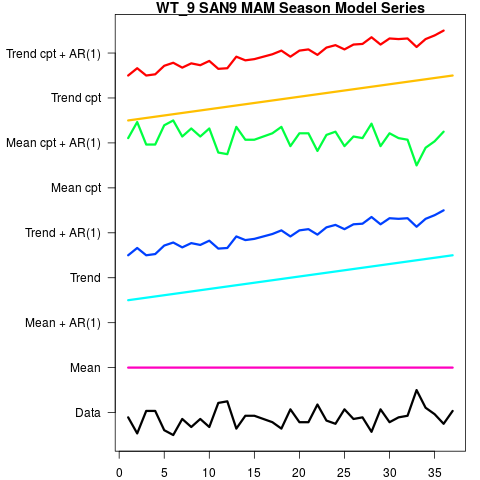 WT_9 SAN9 MAM Season Model Series
Trend cpt + AR(1)
Trend cpt
Mean cpt + AR(1)
Mean cpt
Trend + AR(1)
Trend
Mean + AR(1)
Mean
Data
0 5 10 15 20 25 30 35